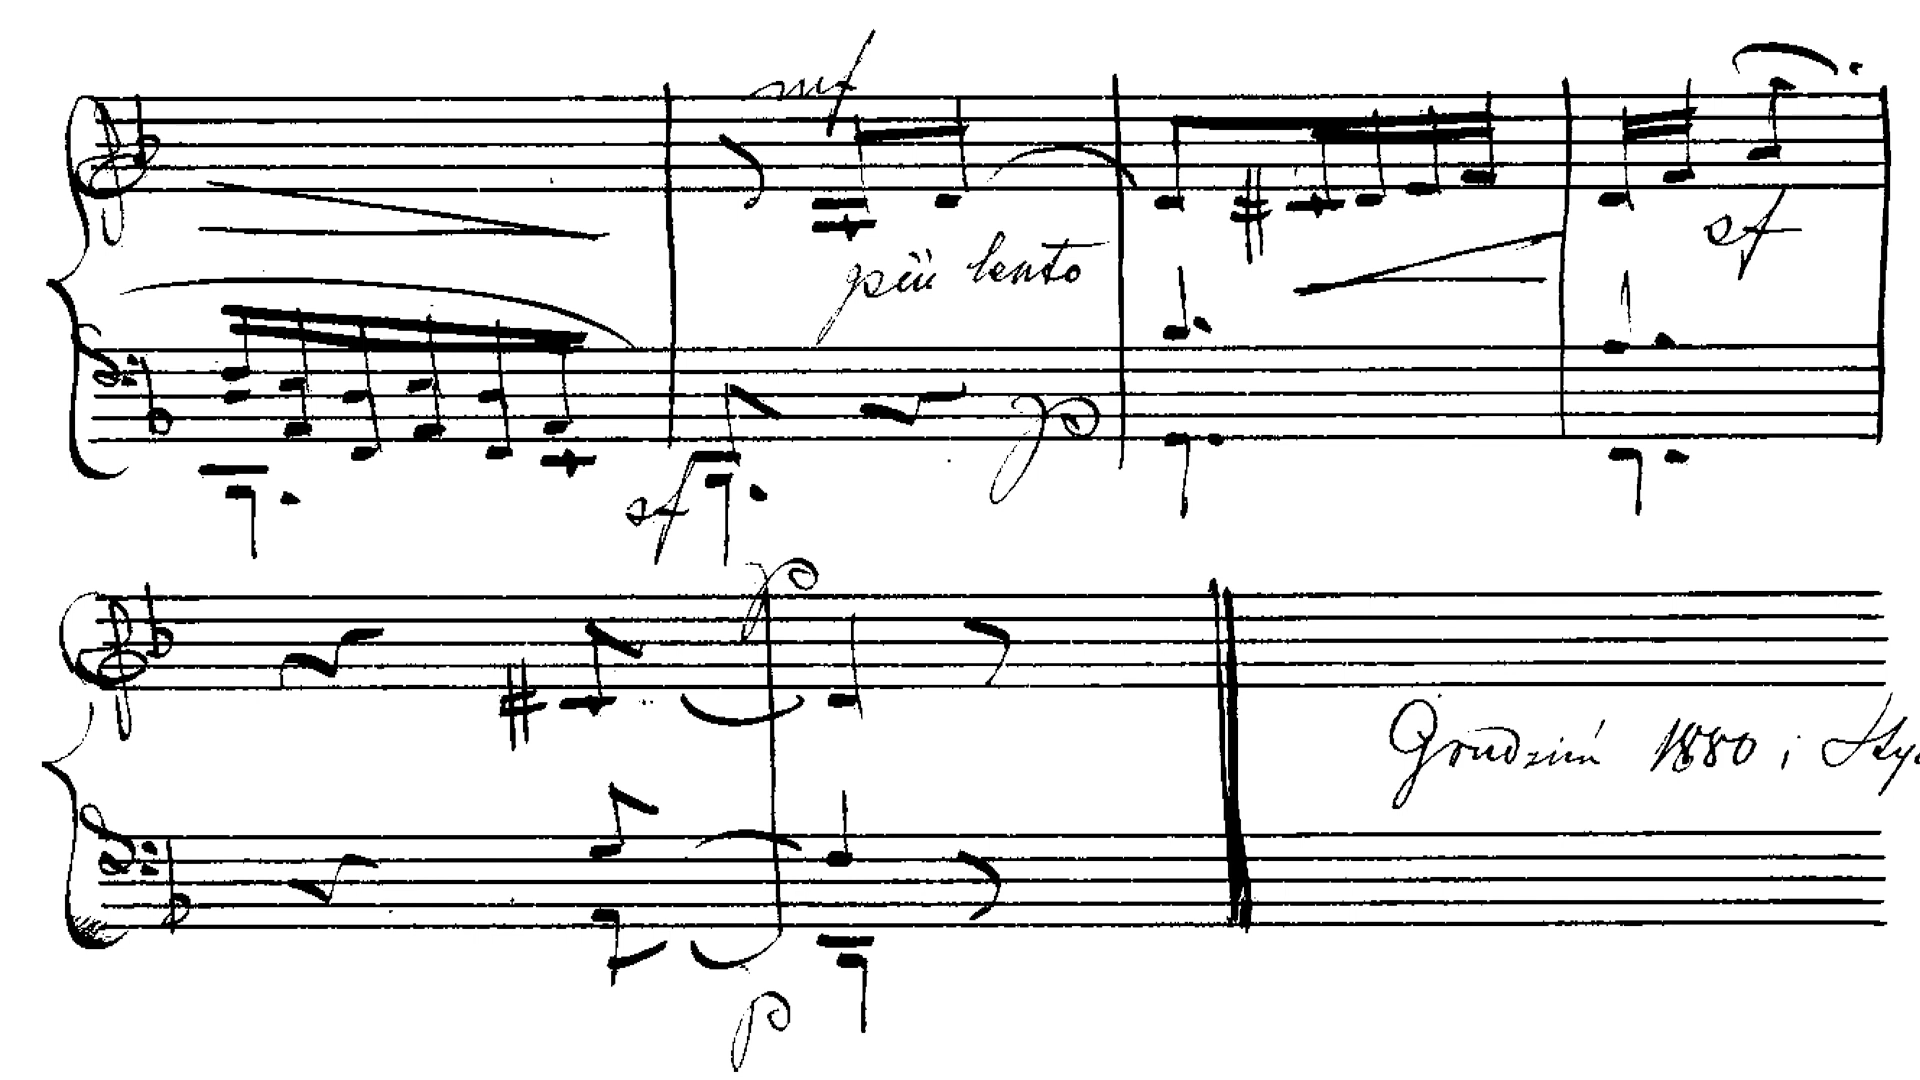 mf
più lento
sf
sf
p
p
Grudzień 1880 i
p